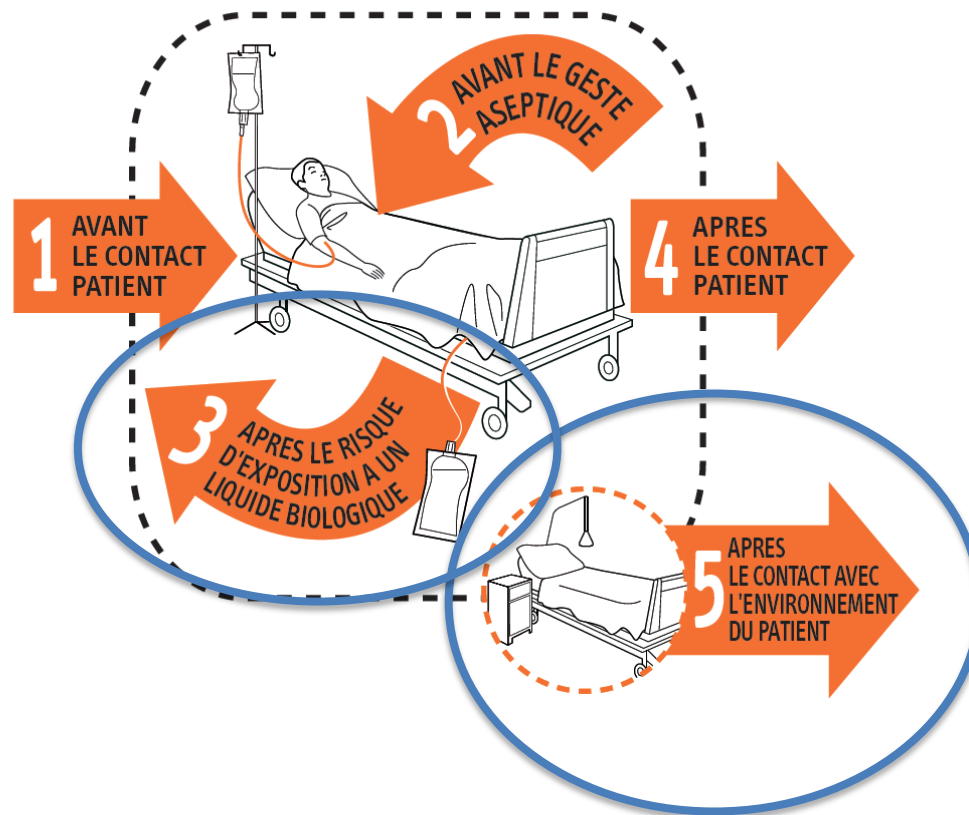 1
AVANT
LE CONTACT
PATIENT
2
AVANT LE GESTE
ASEPTIQUE
3
APRES LE RISQUE
D'EXPOSITION A UN
LIQUIDE BIOLOGIQUE
4
APRES
LE CONTACT
PATIENT
5
APRES
LE CONTACT AVEC
L'ENVIRONNEMENT
DU PATIENT